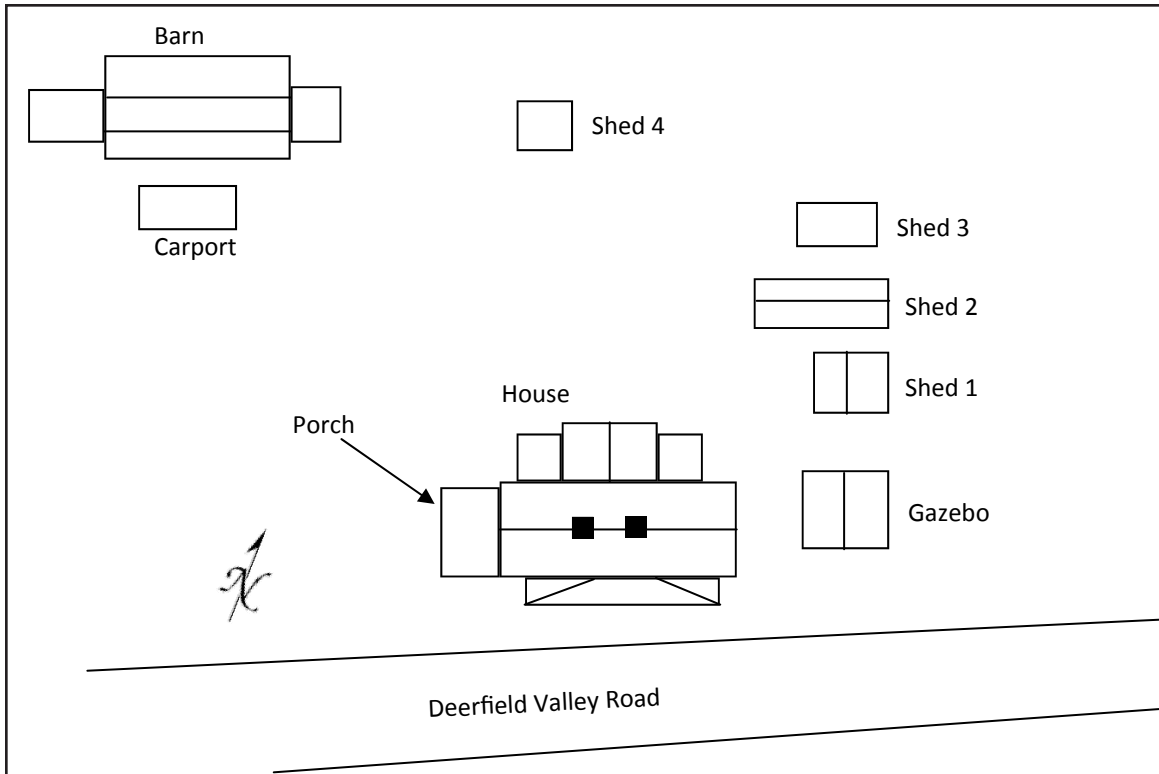 Barn
Shed 4
Carport
Shed 3
Shed 2
Shed 1
House
Porch
Gazebo
N
Deerfield Valley Road